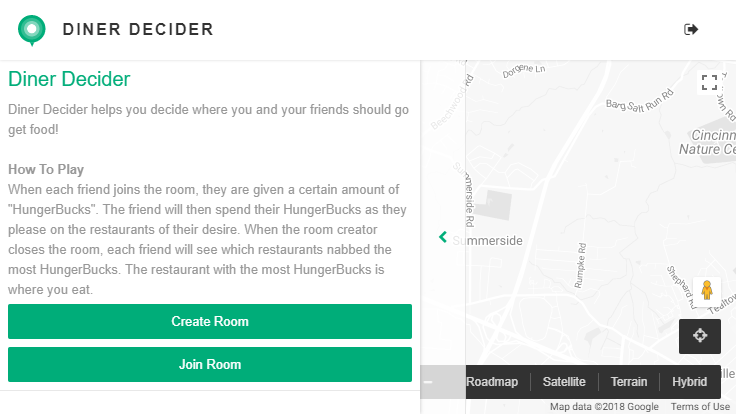 DINER DECIDER
Diner Decider
Diner Decider helps you decide where you and your friends should go
get food!
How To Play
When each friend joins the room, they are given a certain amount of
"HungerBucks". The friend will then spend their HungerBucks as they
please on the restaurants of their desire. When the room creator
closes the room, each friend will see which restaurants nabbed the
most HungerBucks. The restaurant with the most HungerBucks is
where you eat.
Create Room
Join Room
Dorgene Ln
Beechwood Rd
Barg Salt Run Rd
Cincinn
Nature Ce
merside Rd
Summerside
Rumpke Rd
Shephard Rd
Tealtow
ille
Roadmap Satellite Terrain Hybrid
Map data ©2018 Google Terms of Use